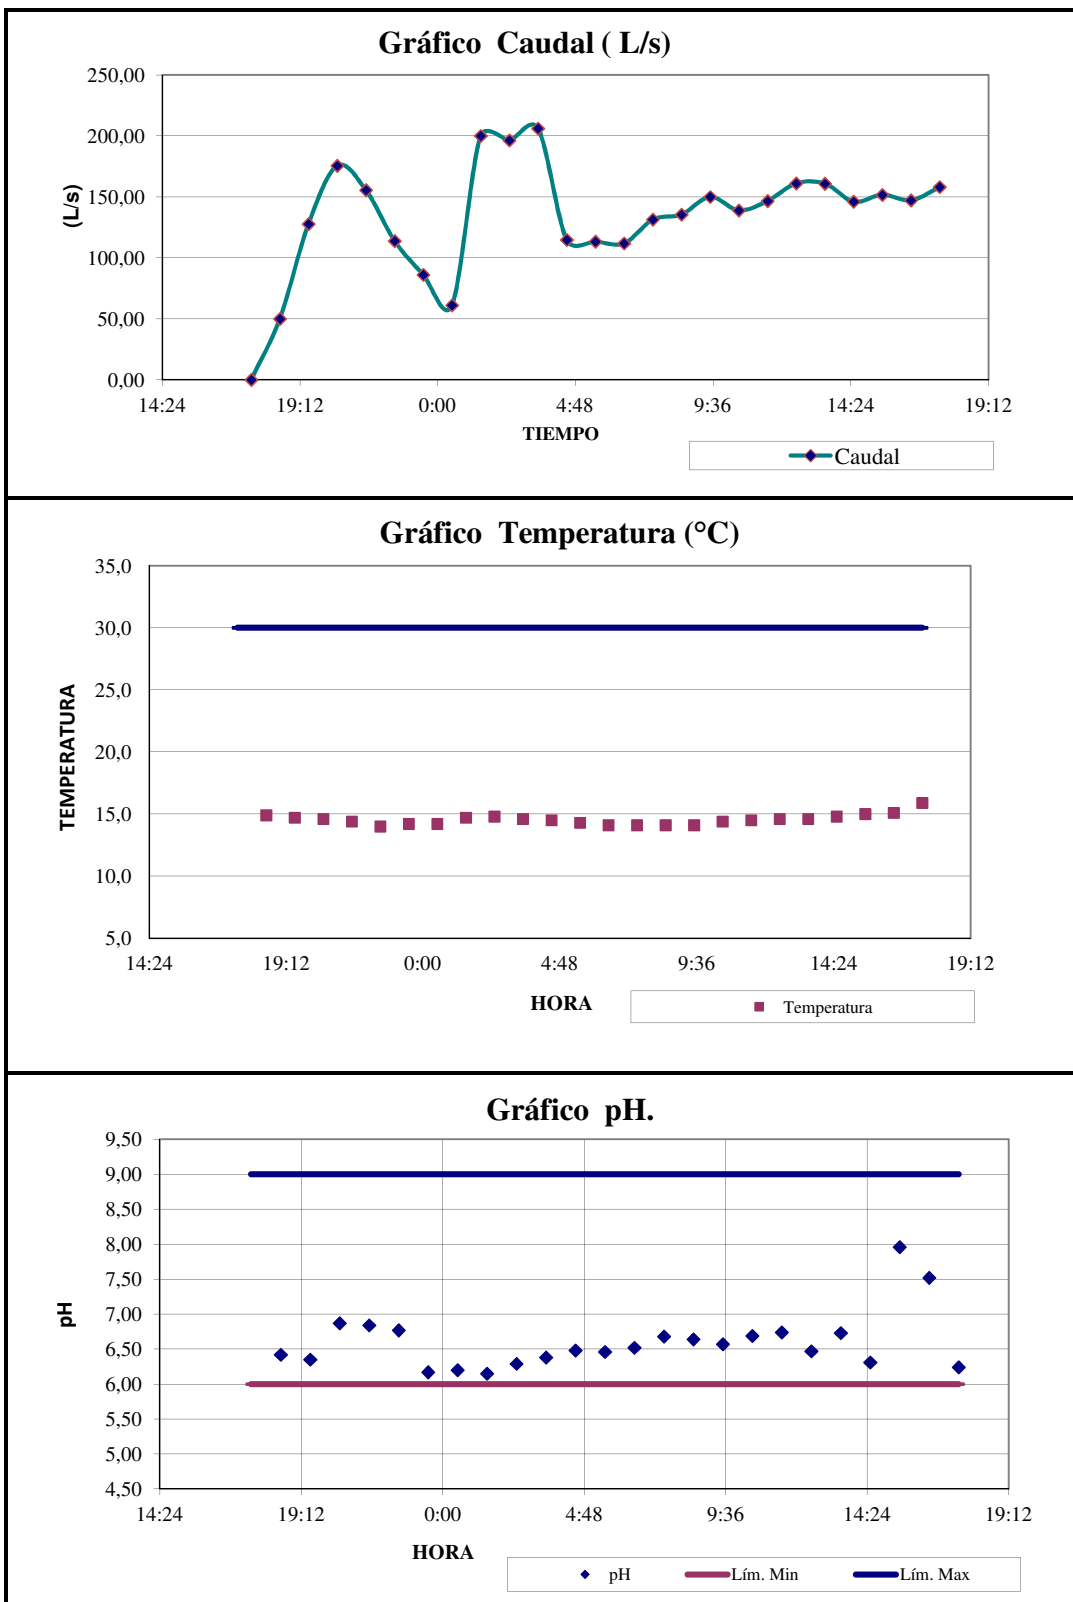 Gráfico Caudal ( L/s)
250,00
200,00
150,00
100,00
50,00
0,00
(L/s)
14:24 19:12 0:00 4:48 9:36 14:24 19:12
TIEMPO
Caudal
Gráfico Temperatura (°C)
35,0
30,0
25,0
20,0
15,0
10,0
5,0
TEMPERATURA
14:24 19:12 0:00 4:48 9:36 14:24 19:12
HORA
Temperatura
Gráfico pH.
9,50
9,00
8,50
8,00
7,50
7,00
6,50
6,00
5,50
5,00
4,50
pH
14:24 19:12 0:00 4:48 9:36 14:24 19:12
HORA
pH Lím. Min Lím. Max